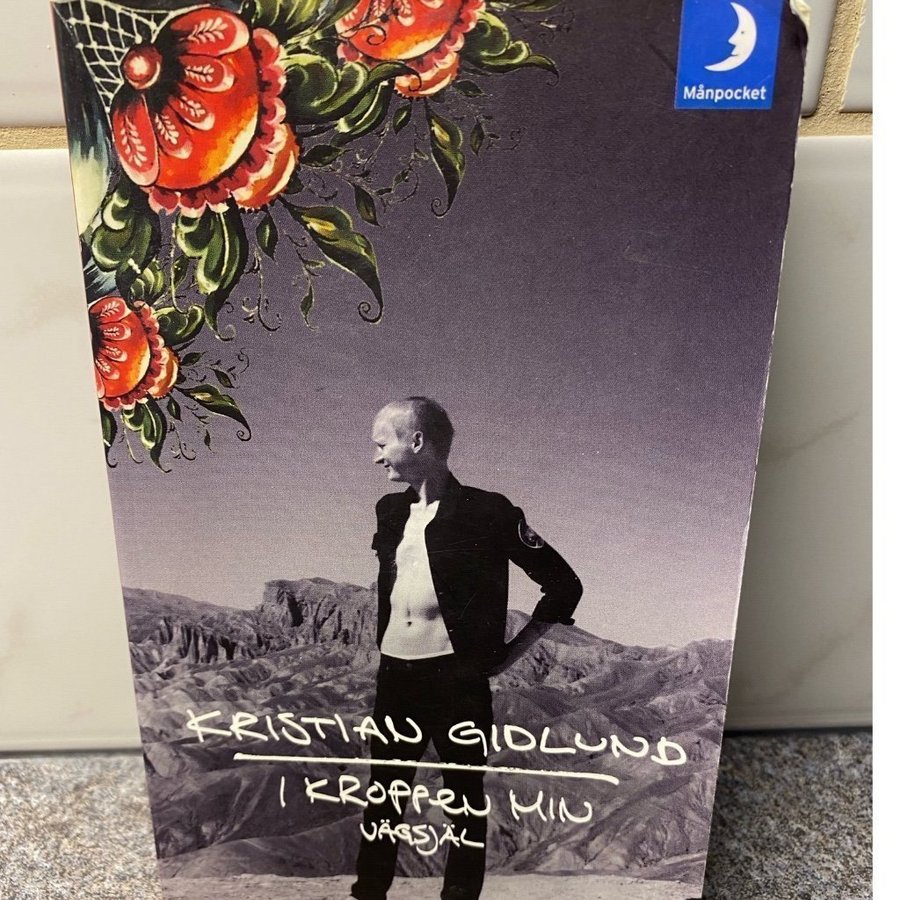 Månpocket
KRISTIAN GIDLUND
I KROPPEN MIN
VÄGSJÄL